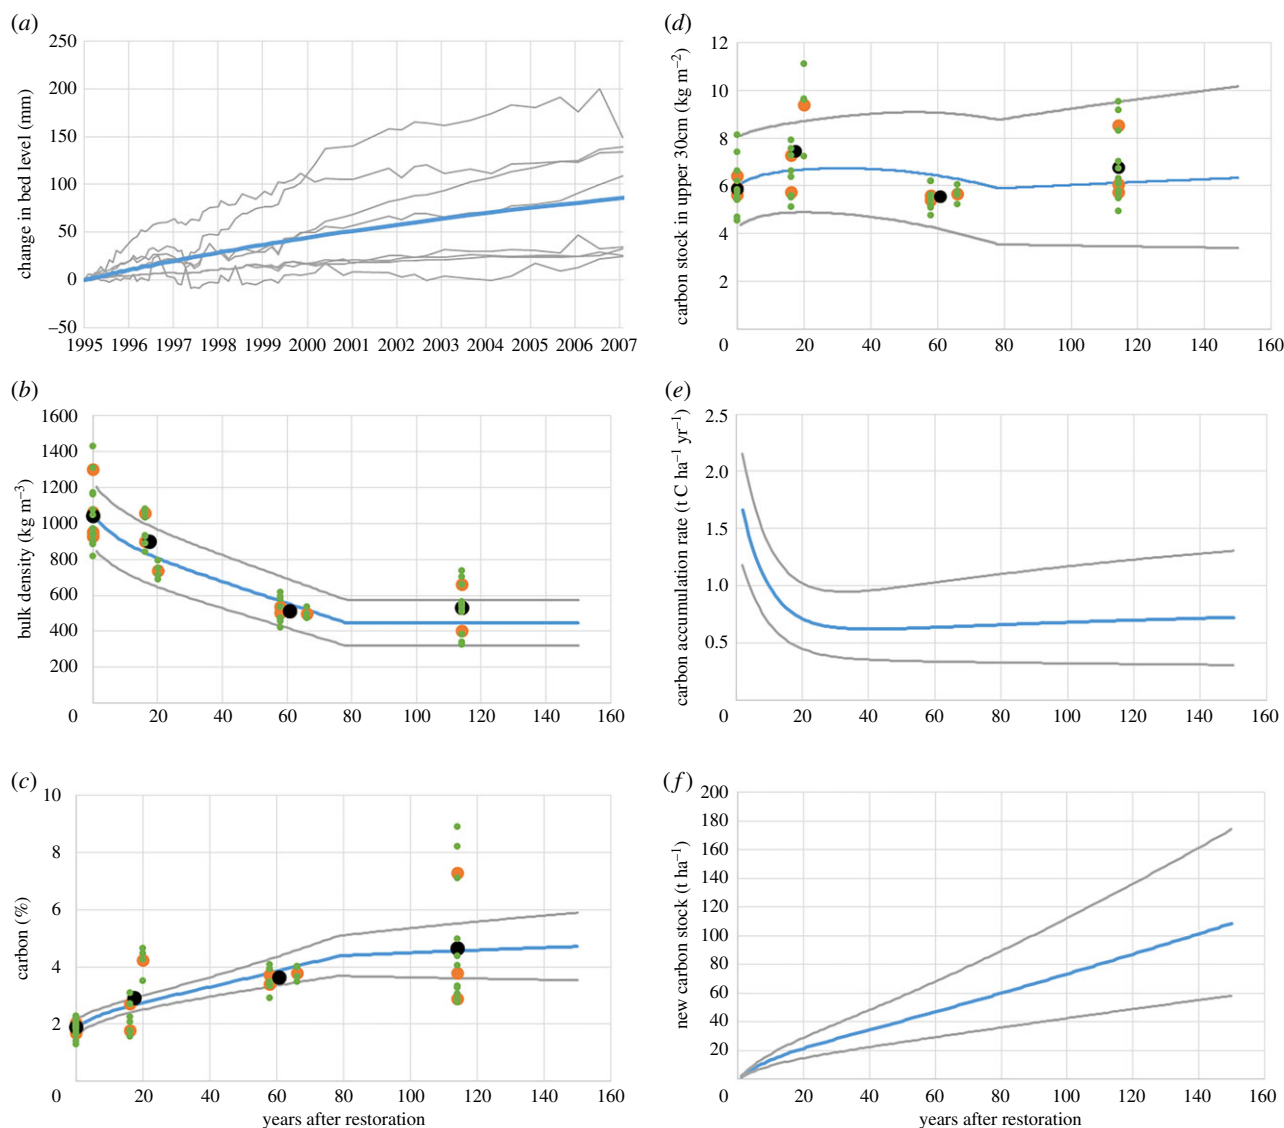 (a)
250
200
150
100
50
0
–50
change in bed level (mm)
1995 1996 1997 1998 1999 2000 2001 2002 2003 2004 2005 2006 2007
(b)
1600
1400
1200
1000
800
600
400
200
0 20 40 60 80 100 120 140 160
bulk density (kg m−3)
(c)
10
8
6
4
2
0 20 40 60 80 100 120 140 160
carbon (%)
years after restoration
(d)
12
10
8
6
4
2
0 20 40 60 80 100 120 140 160
carbon stock in upper 30cm (kg m−2)
(e)
2.5
2.0
1.5
1.0
0.5
0 20 40 60 80 100 120 140 160
carbon accumulation rate (t C ha−1 yr−1)
(f)
200
180
160
140
120
100
80
60
40
20
0 20 40 60 80 100 120 140 160
new carbon stock (t ha−1)
years after restoration